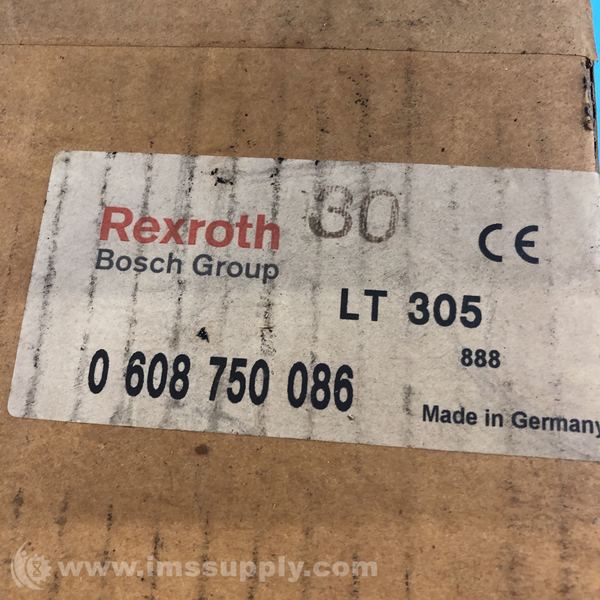 Rexroth
Bosch Group
30
CE
LT 305
888
0 608 750 086
Made in Germany
www.imssupply.com